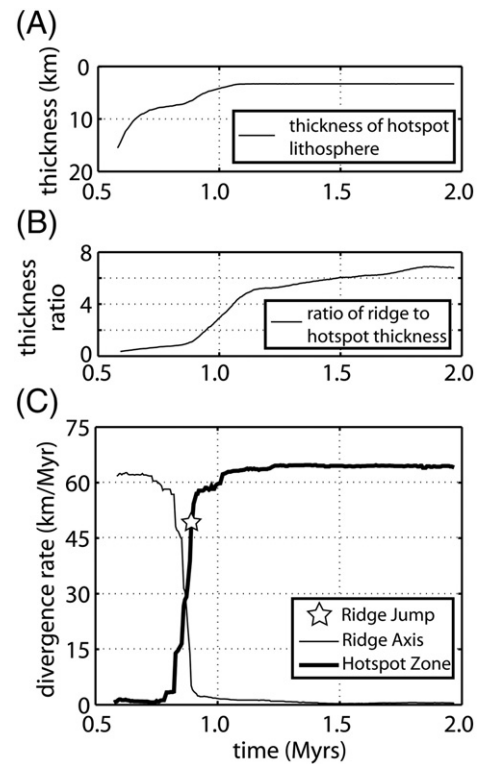 (A)
thickness (km)
0
10
20
thickness of hotspot
lithosphere
0.5 1.0 1.5 2.0
(B)
thickness
ratio
8
4
0
ratio of ridge to
hotspot thickness
0.5 1.0 1.5 2.0
(C)
divergence rate (km/Myr)
75
60
45
30
15
0
Ridge Jump
Ridge Axis
Hotspot Zone
0.5 1.0 1.5 2.0
time (Myrs)